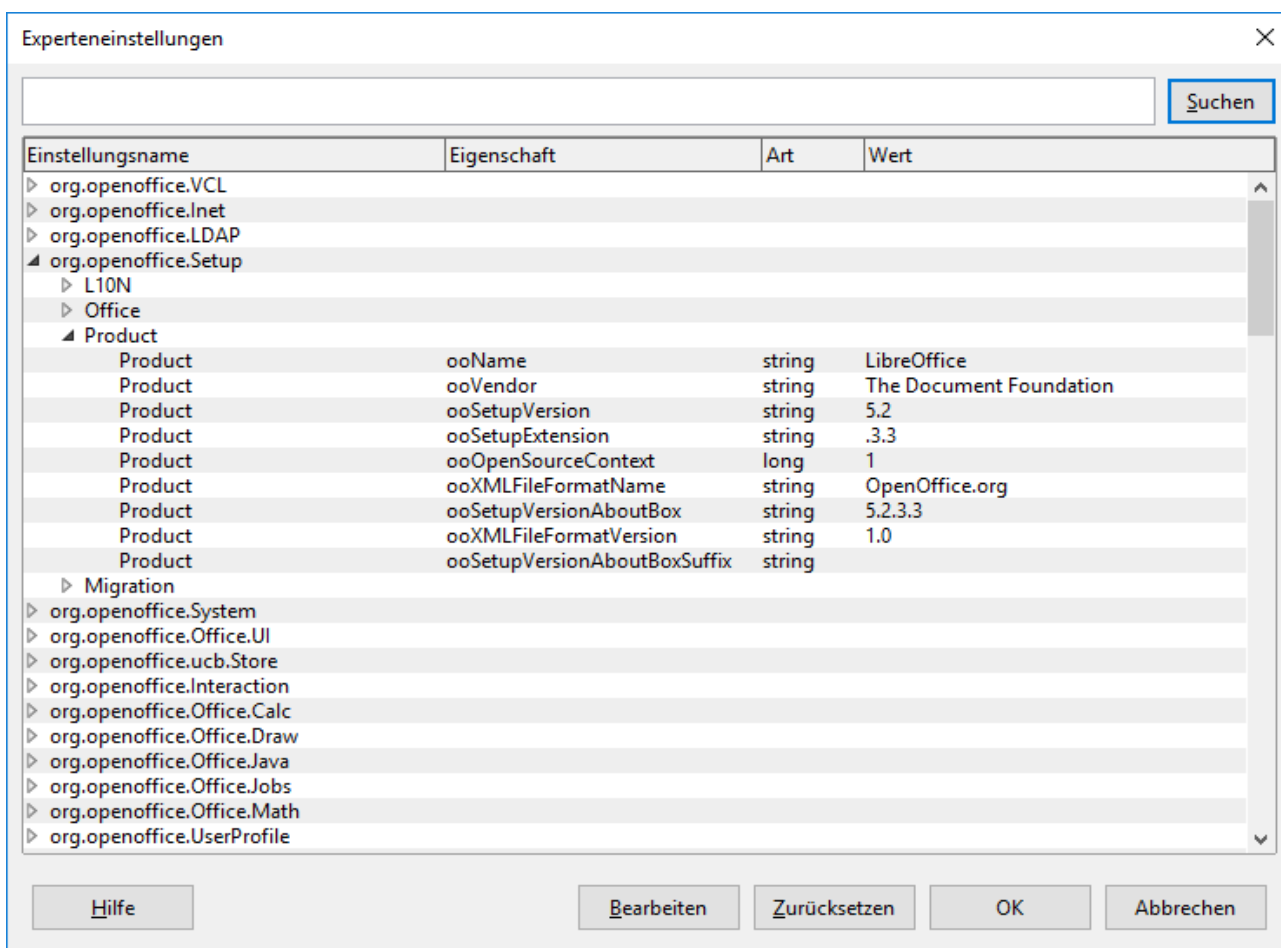 Experteneinstellungen
Suchen
Einstellungsname Eigenschaft Art Wert
org.openoffice.VCL
org.openoffice.Inet
org.openoffice.LDAP
org.openoffice.Setup
L10N
Office
Product
Product ooName string LibreOffice
Product ooVendor string The Document Foundation
Product ooSetupVersion string 5.2
Product ooSetupExtension string .3.3
Product ooOpenSourceContext long 1
Product ooXMLFileFormatName string OpenOffice.org
Product ooSetupVersionAboutBox string 5.2.3.3
Product ooXMLFileFormatVersion string 1.0
Product ooSetupVersionAboutBoxSuffix string
Migration
org.openoffice.System
org.openoffice.Office.UI
org.openoffice.ucb.Store
org.openoffice.Interaction
org.openoffice.Office.Calc
org.openoffice.Office.Draw
org.openoffice.Office.Java
org.openoffice.Office.Jobs
org.openoffice.Office.Math
org.openoffice.UserProfile
Hilfe Bearbeiten Zurücksetzen OK Abbrechen